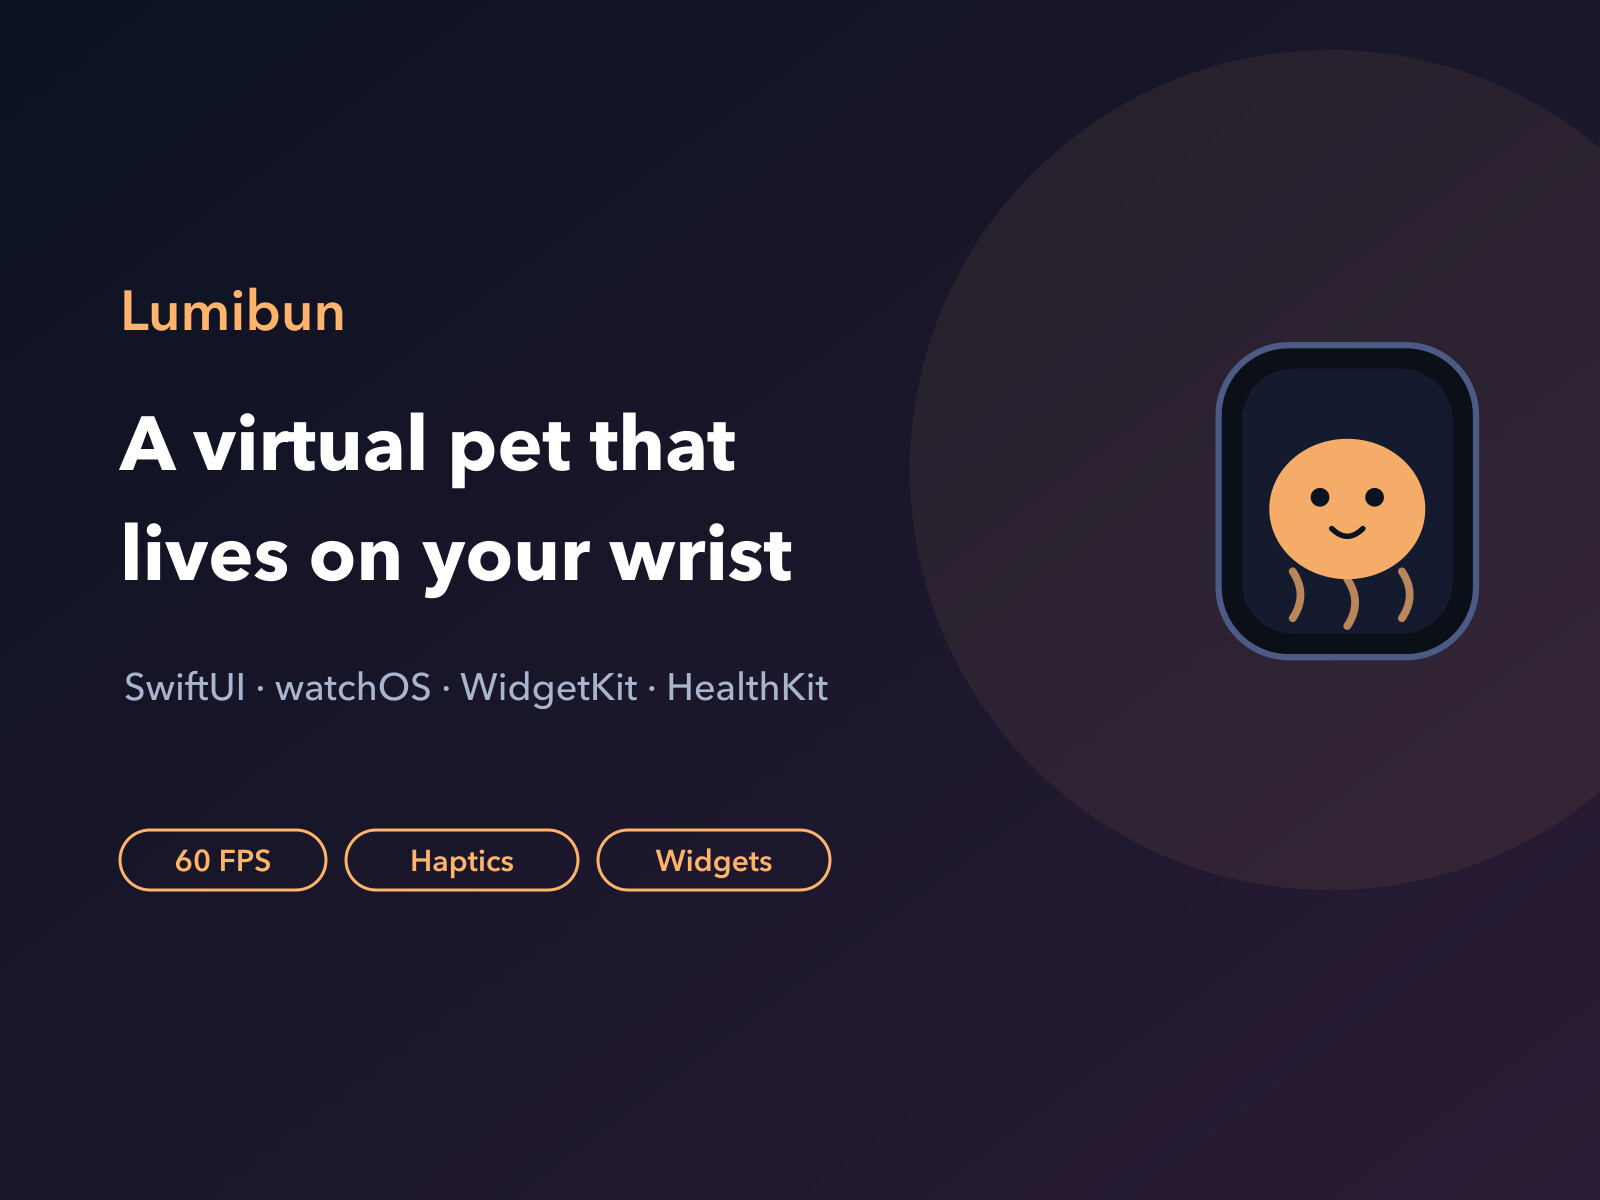 Lumibun
A virtual pet that
lives on your wrist
SwiftUI · watchOS · WidgetKit · HealthKit
60 FPS
Haptics
Widgets